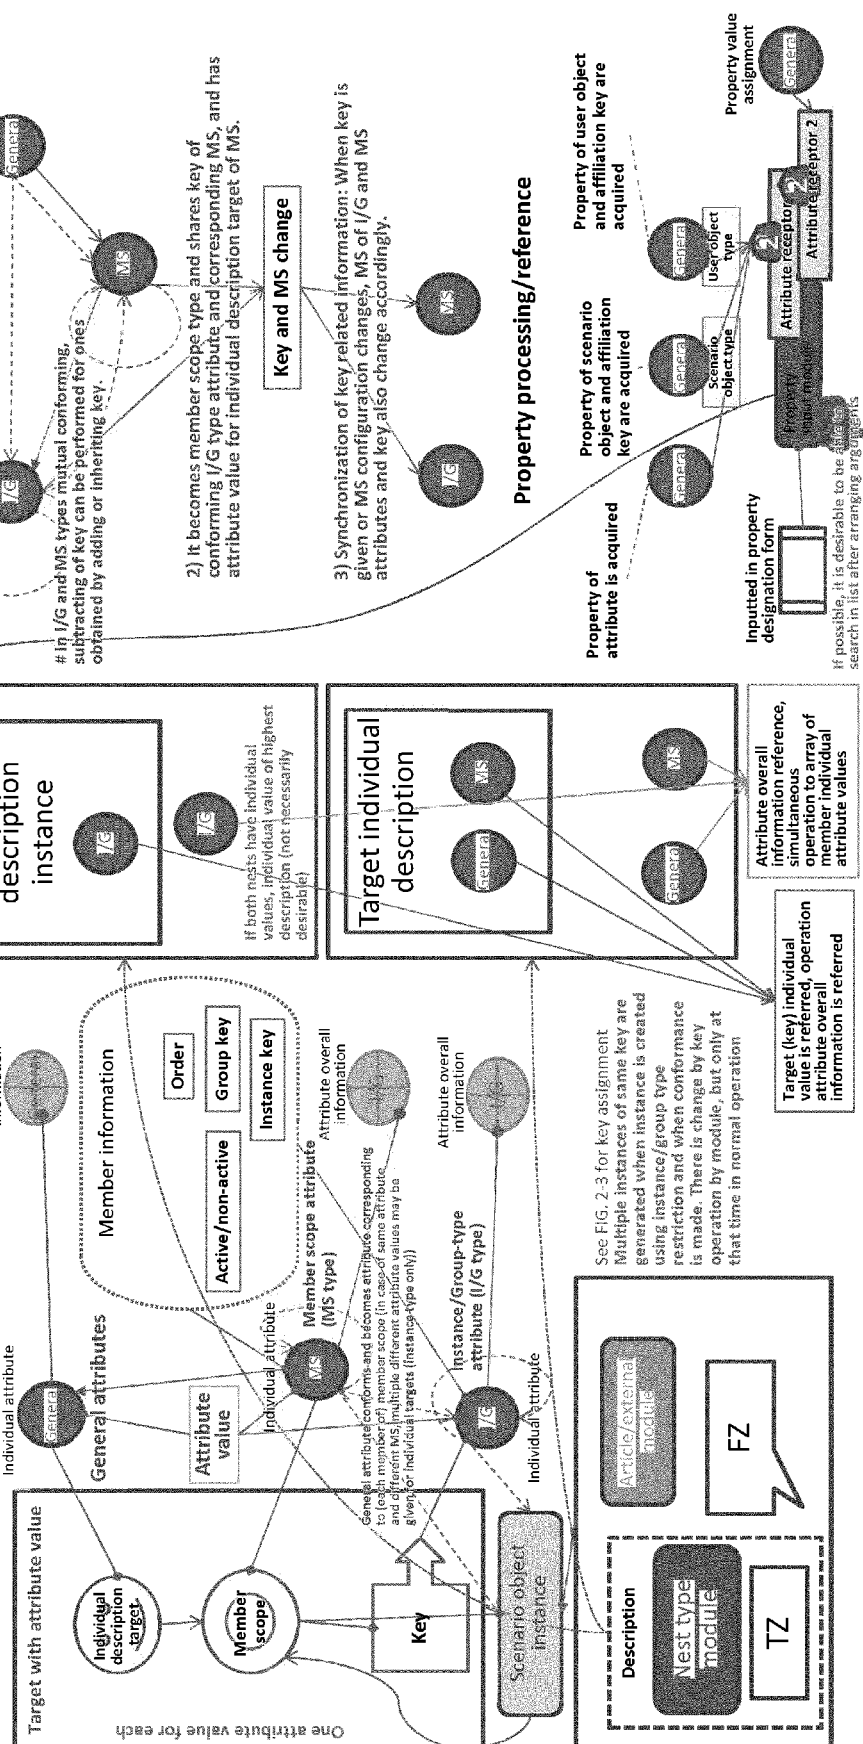 Target with attribute value
Individual
description
target
Member
scope
Key
One attribute value for each
Scenario object
instance
Description
Nest type
module
TZ
Article/external
module
FZ
Individual attribute
General
General attributes
Attribute
value
Individual attribute
MS
Member scope attribute
(MS type)
General attribute conforms and becomes attribute corresponding
to (each member of) member scope (in case of same attribute
and different MS, multiple different attribute values may be
given for individual targets (instance type only))
Instance/Group-type
attribute (I/G type)
I/G
Individual attribute
Member information
Active/non-active
Order
Group key
Instance key
Attribute overall
information
Attribute overall
information
See FIG. 2-3 for key assignment
Multiple instances of same key are
generated when instance is created
using instance/group type
restriction and when conformance
is made. There is change by key
operation by module, but only at
that time in normal operation
description
instance
I/G
I/G
If both nests have individual
values, individual value of highest
description (not necessarily
desirable)
Target individual
description
General
MS
General
MS
Target (key) individual
value is referred, operation
attribute overall
information is referred
Attribute overall
information reference,
simultaneous
operation to array of
member individual
attribute values
General
I/G
MS
# In I/G and MS types mutual conforming,
subtracting of key can be performed for ones
obtained by adding or inheriting key.
2) It becomes member scope type and shares key of
conforming I/G type attribute and corresponding MS, and has
attribute value for individual description target of MS.
Key and MS change
3) Synchronization of key related information: When key is
given or MS configuration changes, MS of I/G and MS
attributes and key also change accordingly.
I/G
MS
Property processing/reference
Property of
attribute is acquired
Property of scenario
object and affiliation
key are acquired
Property of user object
and affiliation key are
acquired
General
General
General
Scenario
object type
User object
type
Property value
assignment
General
2
Attribute receptor
2
Attribute receptor 2
Inputted in property
designation form
If possible, it is desirable to be able to
search in list after arranging arguments